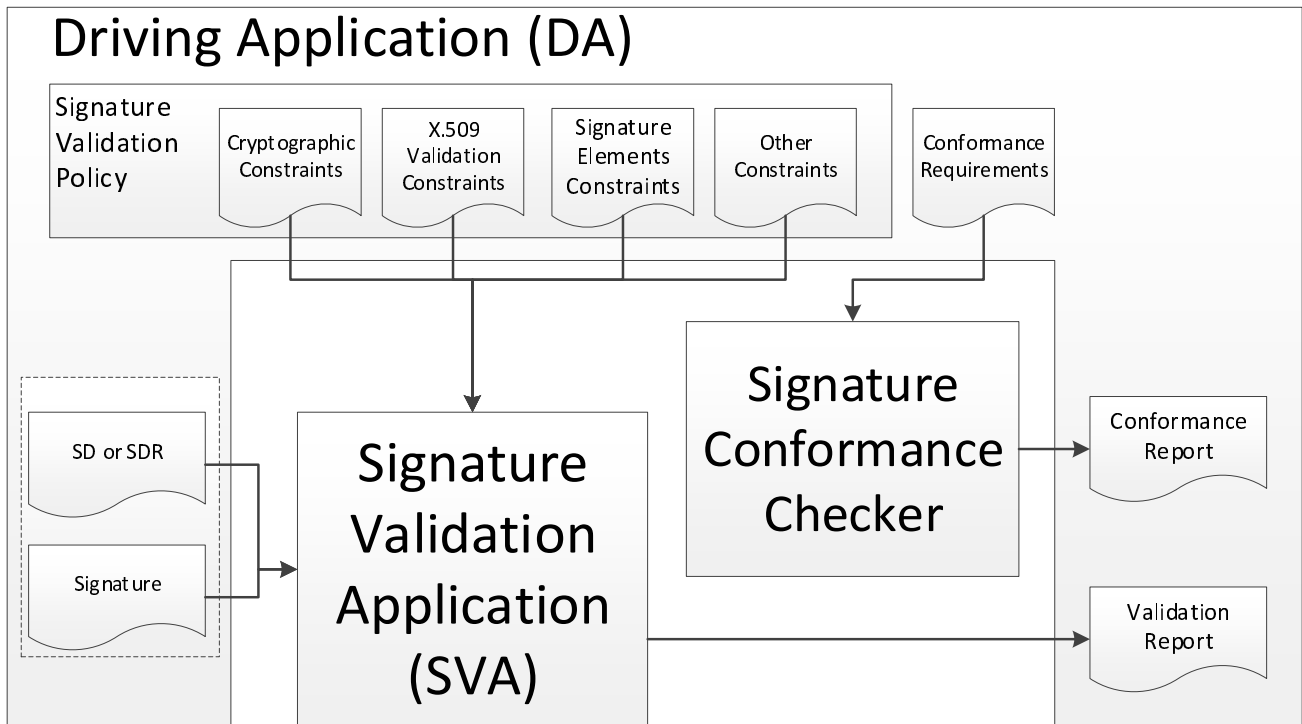 Driving Application (DA)
Signature
Validation
Policy
Cryptographic
Constraints
X.509
Validation
Constraints
Signature
Elements
Constraints
Other
Constraints
Conformance
Requirements
SD or SDR
Signature
Signature
Validation
Application
(SVA)
Signature
Conformance
Checker
Conformance
Report
Validation
Report